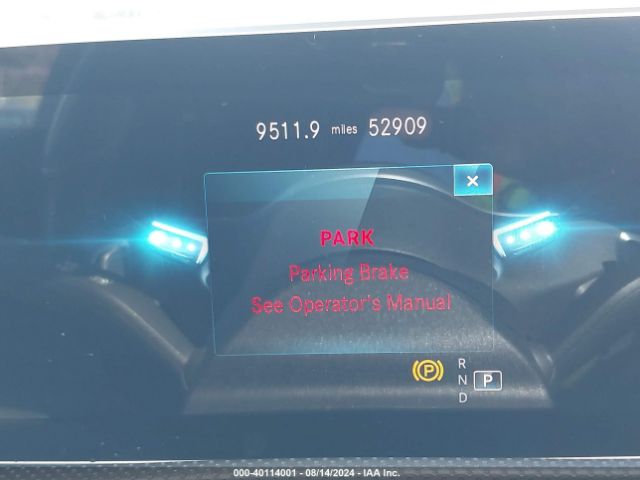 9511.9 miles 52909
×
PARK
Parking Brake
See Operator's Manual
R
N
P
D
P
000-40114001 - 08/14/2024 - IAA Inc.